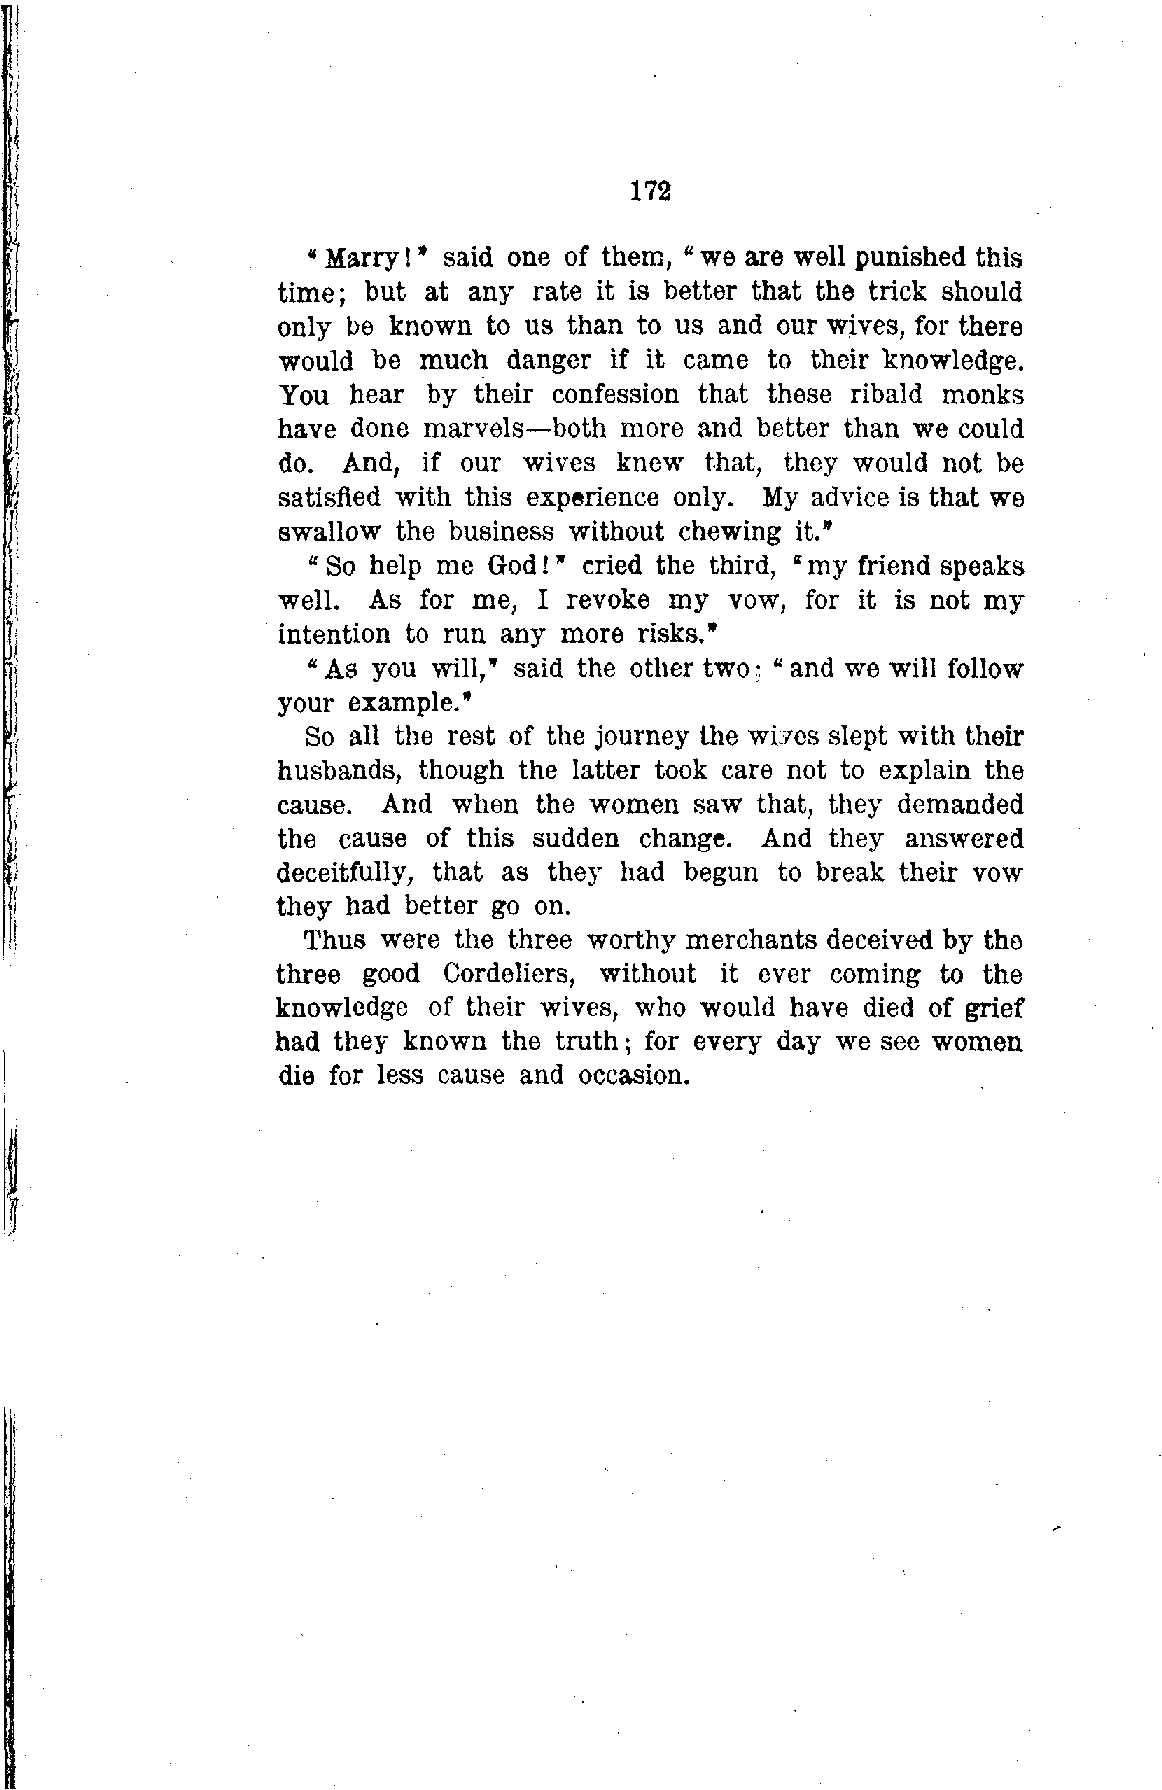 172
"Marry!" said one of them, "we are well punished this
time; but at any rate it is better that the trick should
only be known to us than to us and our wives, for there
would be much danger if it came to their knowledge.
You hear by their confession that these ribald monks
have done marvels—both more and better than we could
do. And, if our wives knew that, they would not be
satisfied with this experience only. My advice is that we
swallow the business without chewing it."
"So help me God!" cried the third, "my friend speaks
well. As for me, I revoke my vow, for it is not my
intention to run any more risks."
"As you will," said the other two; "and we will follow
your example."
So all the rest of the journey the wives slept with their
husbands, though the latter took care not to explain the
cause. And when the women saw that, they demanded
the cause of this sudden change. And they answered
deceitfully, that as they had begun to break their vow
they had better go on.
Thus were the three worthy merchants deceived by the
three good Cordeliers, without it ever coming to the
knowledge of their wives, who would have died of grief
had they known the truth; for every day we see women
die for less cause and occasion.